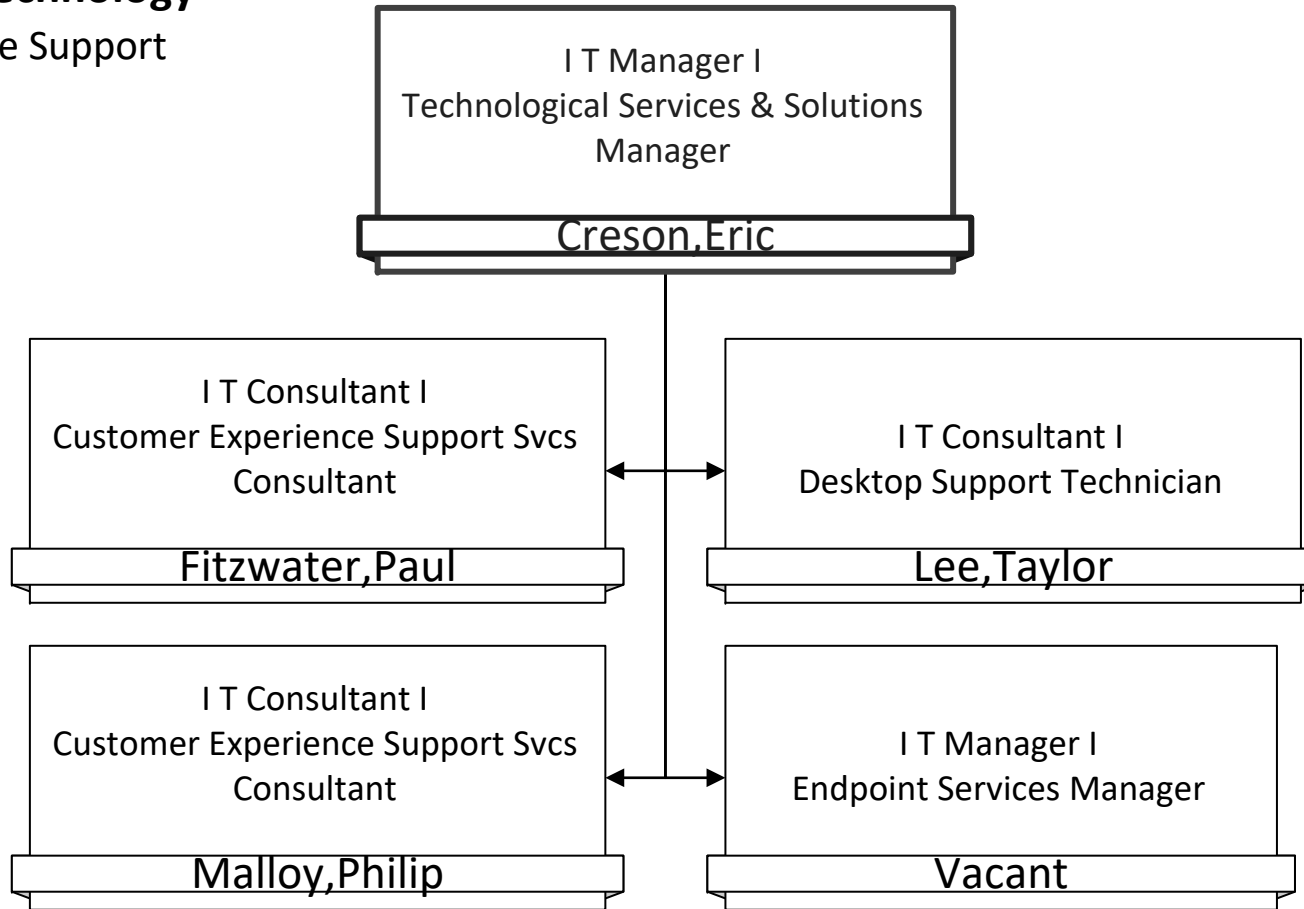 echnology
e Support
I T Manager I
Technological Services & Solutions
Manager
Creson,Eric
I T Consultant I
Customer Experience Support Svcs
Consultant
Fitzwater,Paul
I T Consultant I
Desktop Support Technician
Lee,Taylor
I T Consultant I
Customer Experience Support Svcs
Consultant
Malloy,Philip
I T Manager I
Endpoint Services Manager
Vacant